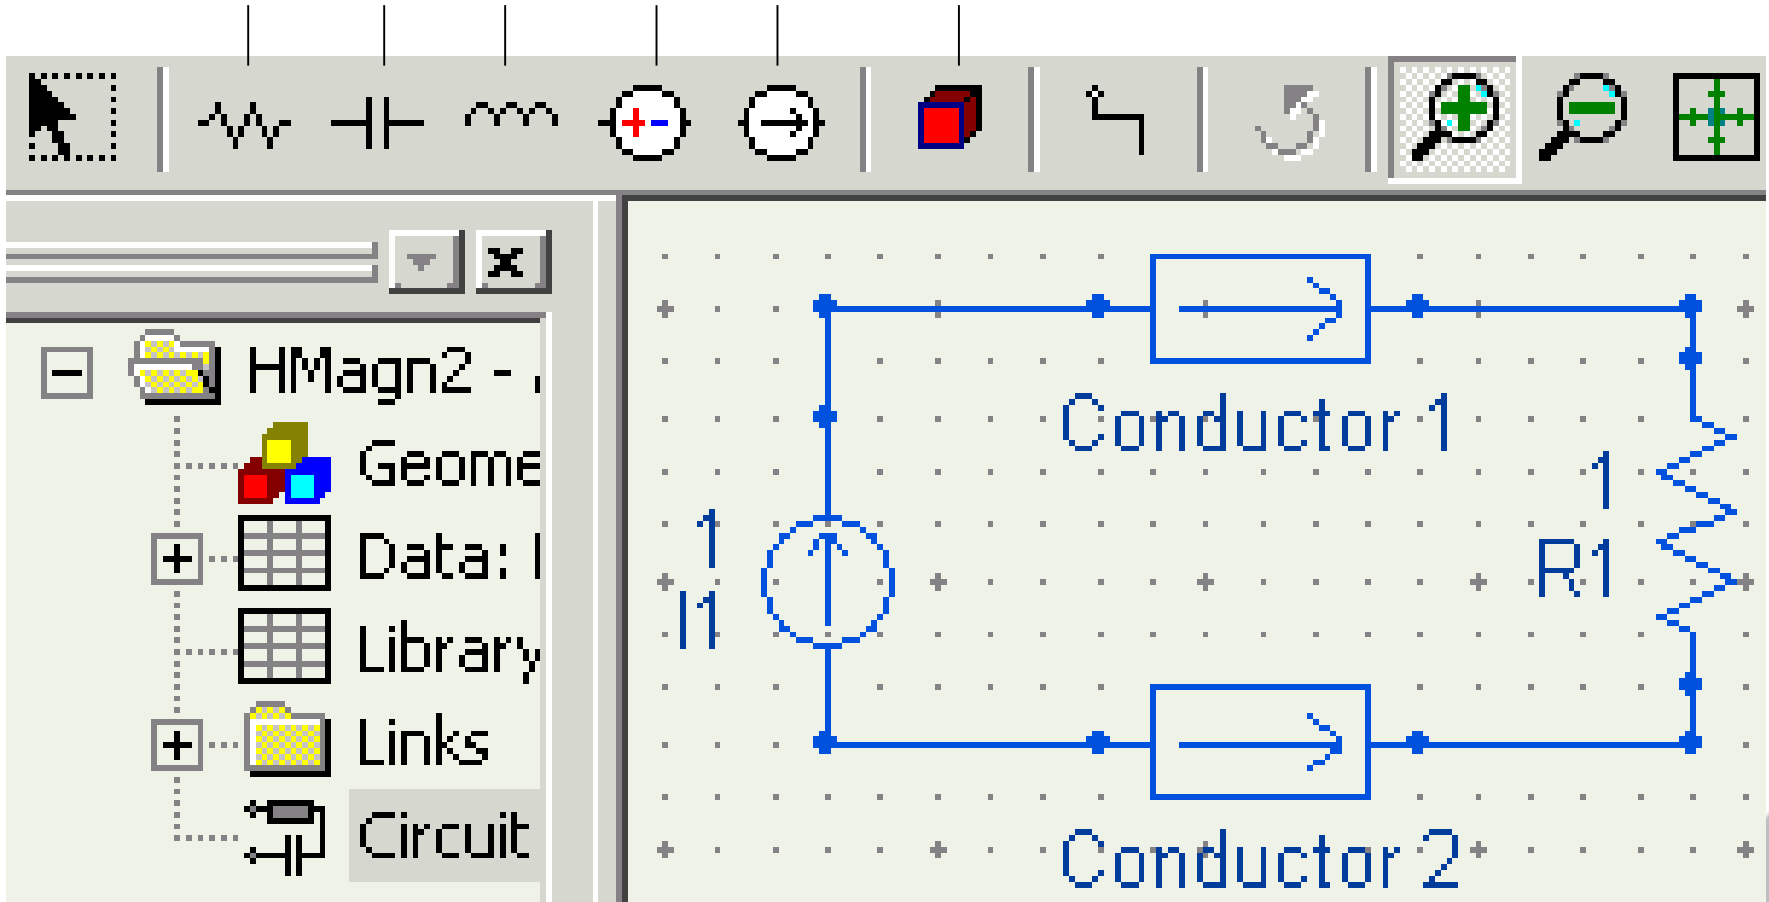 HMagn2 -
Geome
Data:
Library
Links
Circuit
Conductor 1
1
R1
1
I1
Conductor 2